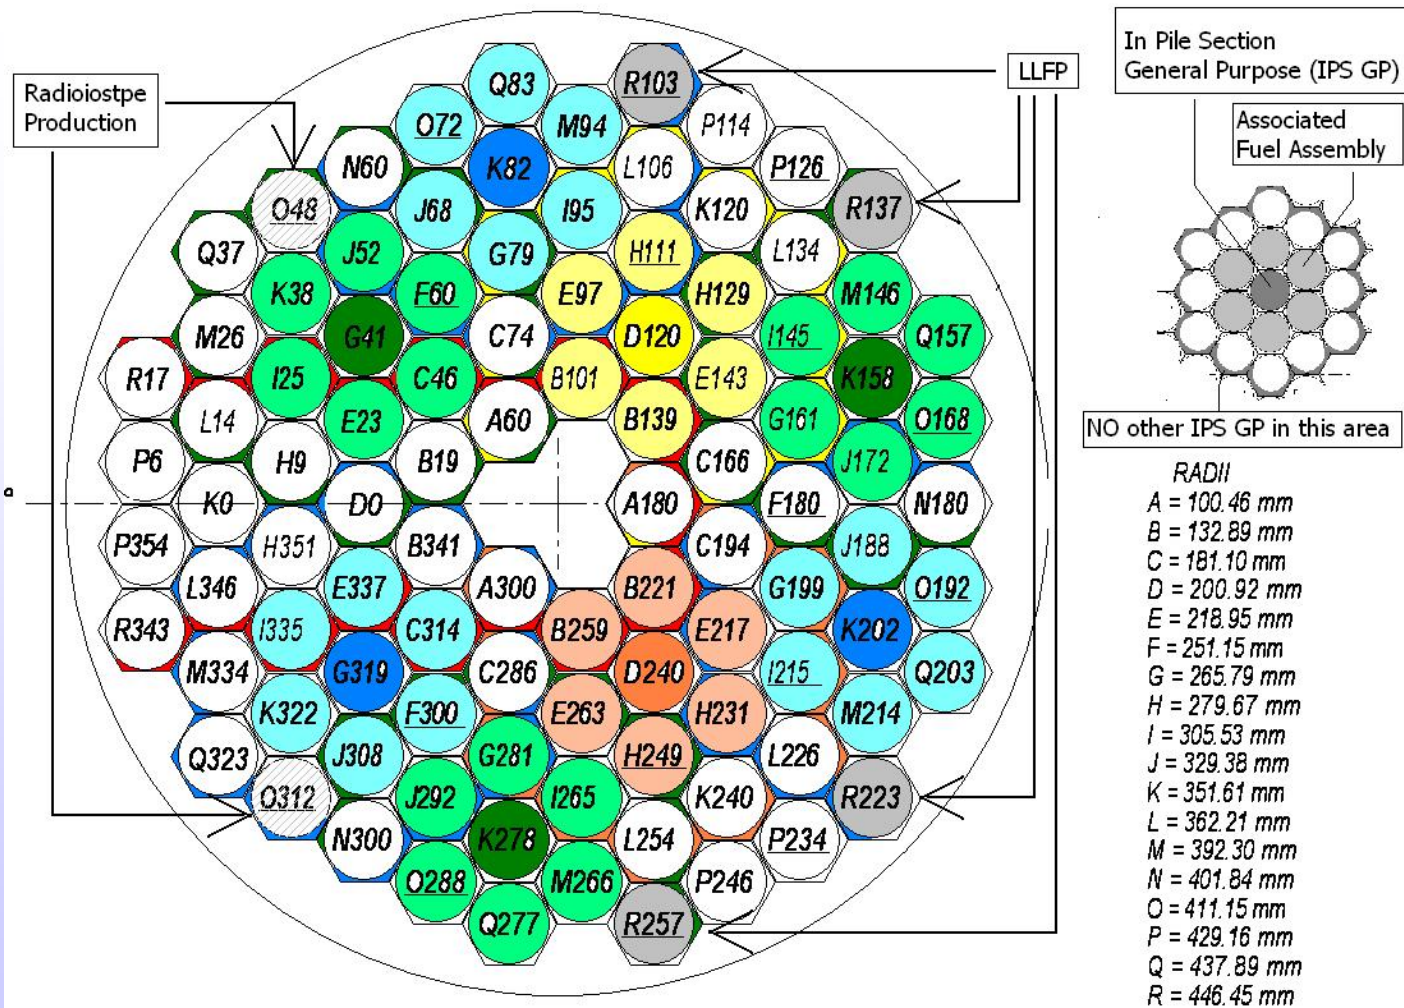 Radioiostpe
Production
LLFP
In Pile Section
General Purpose (IPS GP)
Associated
Fuel Assembly
NO other IPS GP in this area
Q83
R103
O72
M94
P114
N60
K82
L106
P126
O48
J68
I95
K120
R137
Q37
J52
G79
H111
L134
K38
F60
E97
H129
M146
M26
G41
C74
D120
I145
Q157
R17
I25
C46
B101
E143
K158
L14
E23
A60
B139
G161
O168
P6
H9
B19
C166
J172
K0
D0
A180
F180
N180
P354
H351
B341
C194
J188
L346
E337
A300
B221
G199
O192
R343
I335
C314
B259
E217
K202
M334
G319
C286
D240
I215
Q203
K322
F300
E263
H231
M214
Q323
J308
G281
H249
L226
O312
J292
I265
K240
R223
N300
K278
L254
P234
O288
M266
P246
Q277
R257
RADII
A = 100.46 mm
B = 132.89 mm
C = 181.10 mm
D = 200.92 mm
E = 218.95 mm
F = 251.15 mm
G = 265.79 mm
H = 279.67 mm
I = 305.53 mm
J = 329.38 mm
K = 351.61 mm
L = 362.21 mm
M = 392.30 mm
N = 401.84 mm
O = 411.15 mm
P = 429.16 mm
Q = 437.89 mm
R = 446.45 mm